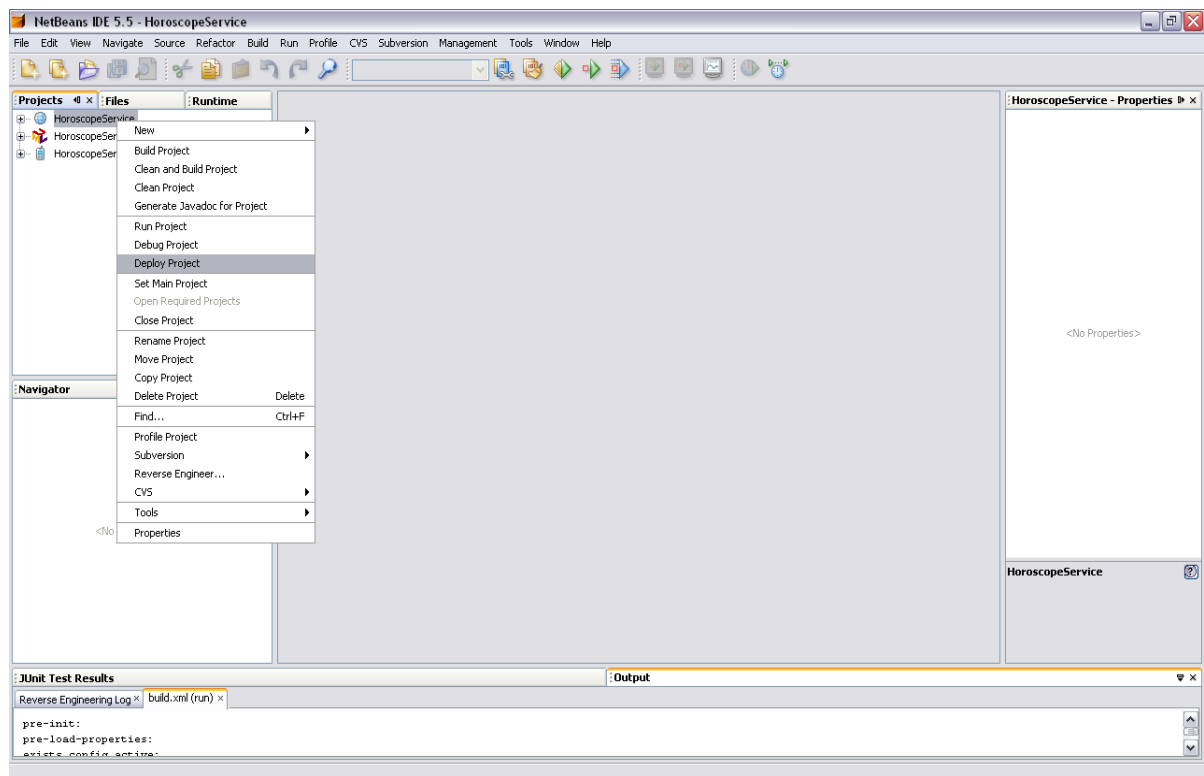 NetBeans IDE 5.5 - HoroscopeService
File Edit View Navigate Source Refactor Build Run Profile CVS Subversion Management Tools Window Help
Projects
Files
Runtime
HoroscopeService
HoroscopeSer
HoroscopeSer
New
Build Project
Clean and Build Project
Clean Project
Generate Javadoc for Project
Run Project
Debug Project
Deploy Project
Set Main Project
Open Required Projects
Close Project
Rename Project
Move Project
Copy Project
Delete Project Delete
Find... Ctrl+F
Profile Project
Subversion
Reverse Engineer...
CVS
Tools
Properties
Navigator
<No
HoroscopeService - Properties
<No Properties>
HoroscopeService
JUnit Test Results
Output
Reverse Engineering Log
build.xml (run)
pre-init:
pre-load-properties:
exists config active: